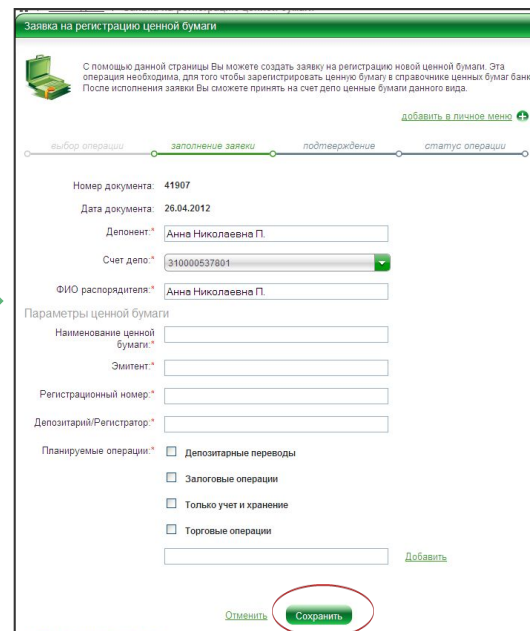 Заявка на регистрацию ценной бумаги
С помощью данной страницы Вы можете создать заявку на регистрацию новой ценной бумаги. Эта
операция необходима, для того чтобы зарегистрировать ценную бумагу в справочнике ценных бумаг банк
После исполнения заявки Вы сможете принять на счет депо ценные бумаги данного вида.
добавить в личное меню
выбор операции заполнение заявки подтверждение статус операции
Номер документа: 41907
Дата документа: 26.04.2012
Депонент:* Анна Николаевна П.
Счет депо:* 310000537801
ФИО распорядителя:* Анна Николаевна П.
Параметры ценной бумаги
Наименование ценной
бумаги:*
Эмитент:*
Регистрационный номер:*
Депозитарий/Регистратор:*
Планируемые операции:* Депозитарные переводы
Залоговые операции
Только учет и хранение
Торговые операции
Добавить
Отменить Сохранить